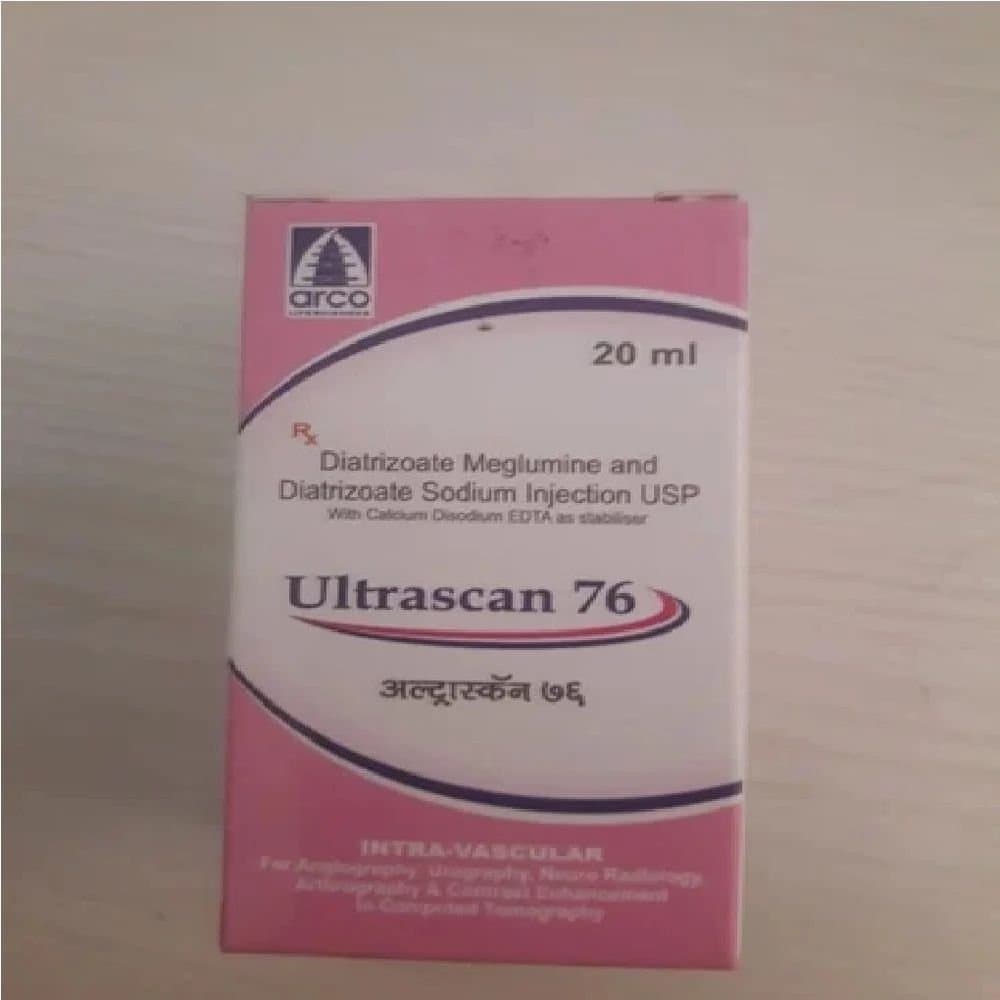 arco
LIFESCIENCES
20 ml
Rx
Diatrizoate Meglumine and
Diatrizoate Sodium Injection USP
With Calcium Disodium EDTA as stabiliser
Ultrascan 76
अल्ट्रास्कॅन ७६
INTRA-VASCULAR
For Angiography, Urography, Neuro Radiology,
Arthrography & Contrast Enhancement
In Computed Tomography